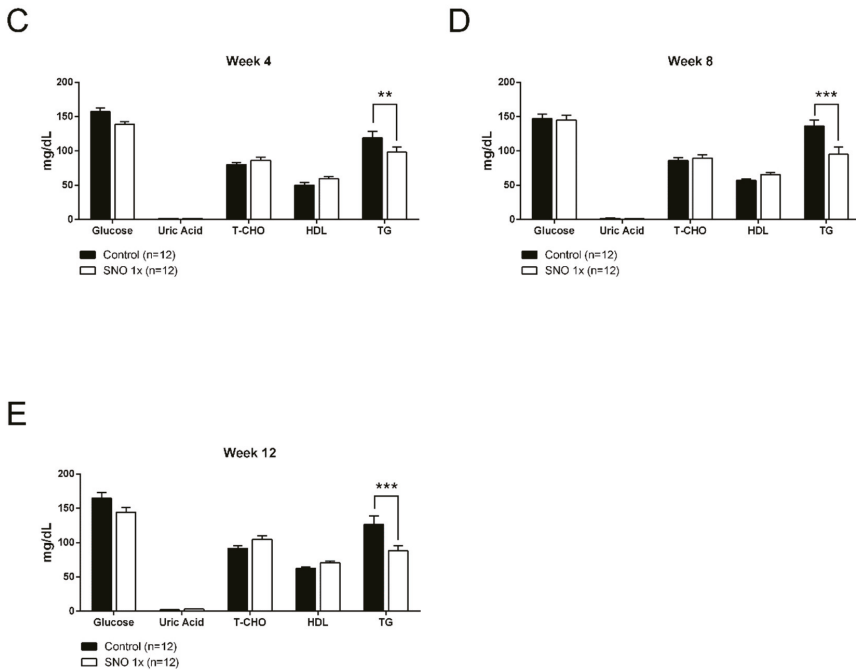 C
Week 4
200
150
100
50
0
mg/dL
**
Glucose Uric Acid T-CHO HDL TG
Control (n=12)
SNO 1x (n=12)
D
Week 8
200
150
100
50
0
mg/dL
***
Glucose Uric Acid T-CHO HDL TG
Control (n=12)
SNO 1x (n=12)
E
Week 12
200
150
100
50
0
mg/dL
***
Glucose Uric Acid T-CHO HDL TG
Control (n=12)
SNO 1x (n=12)